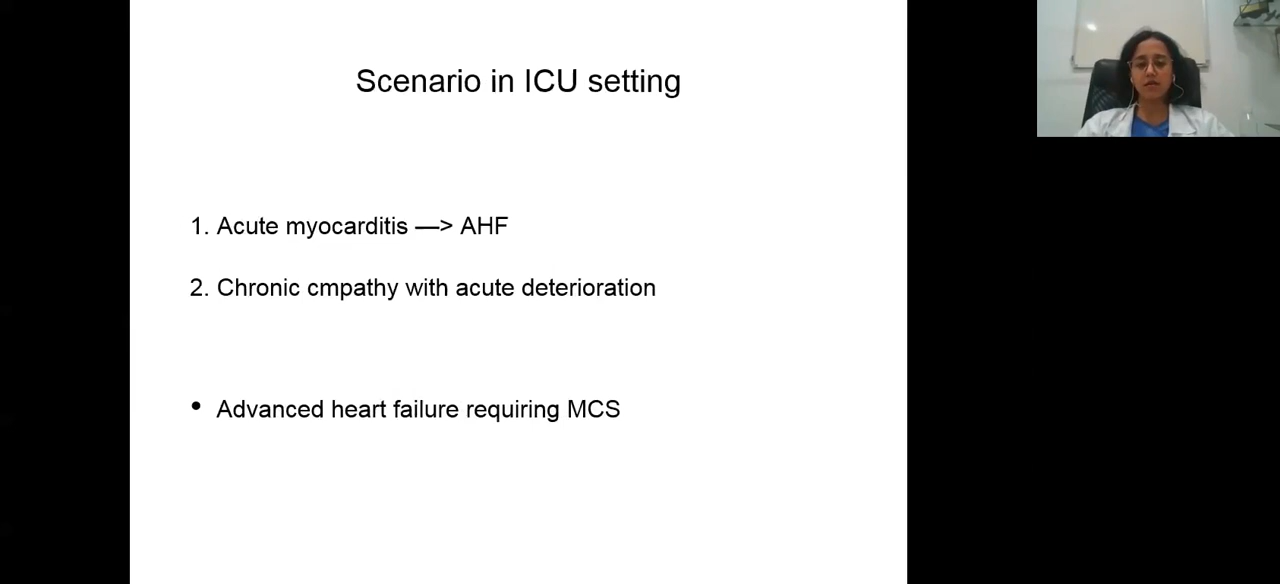 Scenario in ICU setting
1. Acute myocarditis —> AHF
2. Chronic cmpathy with acute deterioration
• Advanced heart failure requiring MCS